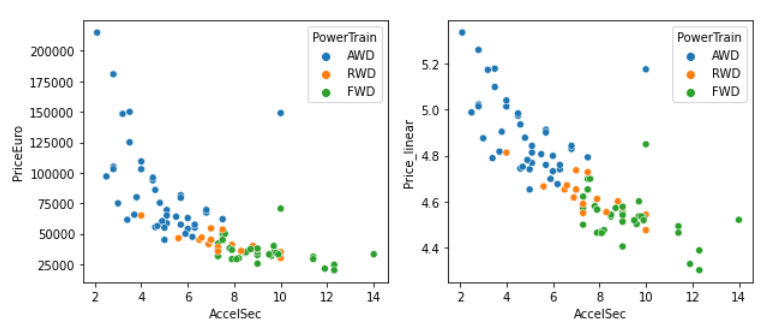 PowerTrain
AWD
RWD
FWD
200000
175000
150000
125000
100000
75000
50000
25000
PriceEuro
2 4 6 8 10 12 14
AccelSec
PowerTrain
AWD
RWD
FWD
5.2
5.0
4.8
4.6
4.4
Price_linear
2 4 6 8 10 12 14
AccelSec